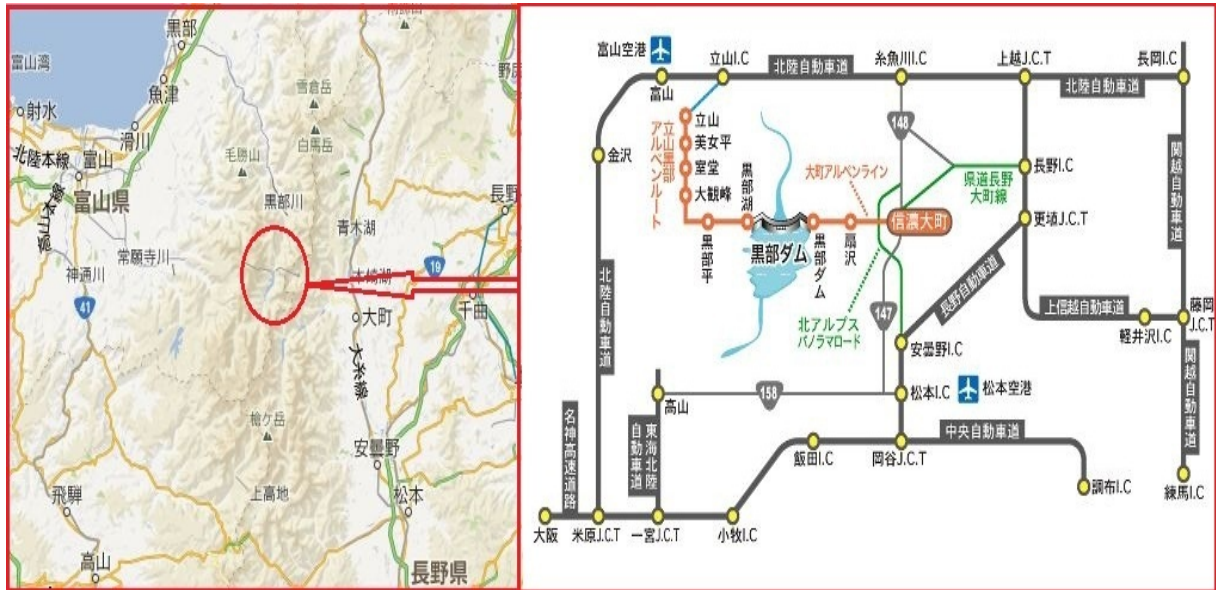 黒部
南御岳
富山湾
野尻
魚津
雪倉岳
射水
滑川
白馬岳
毛勝山
北陸本線
富山
富山県
黒部川
長野
青木湖
常願寺川
神通川
木崎湖
19
41
大町
千曲
大糸線
槍ケ岳
安曇野
上高地
松本
飛騨
高山
長野県
富山空港
立山I.C
北陸自動車道
糸魚川I.C
上越J.C.T
長岡I.C
富山
北陸自動車道
立山
148
美女平
立山黒部
アルペンルート
室堂
金沢
大町アルペンライン
県道長野
大町線
長野I.C
関越自動車道
大観峰
黒部湖
信濃大町
更埴J.C.T
黒部平
黒部ダム
黒部ダム
扇沢
北陸自動車道
長野自動車道
147
上信越自動車道
藤岡
J.C.T
北アルプス
パノラマロード
軽井沢I.C
安曇野I.C
関越自動車道
158
松本I.C
松本空港
高山
名神高速道路
東海北陸
自動車道
中央自動車道
飯田I.C
岡谷J.C.T
調布I.C
練馬I.C
大阪
米原J.C.T
一宮J.C.T
小牧I.C